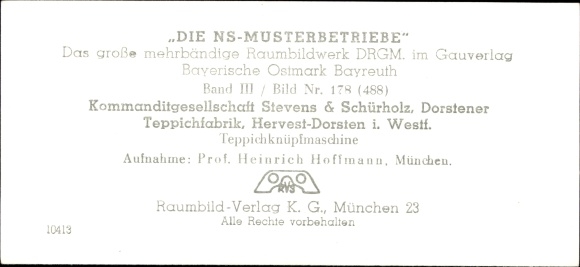 „DIE NS-MUSTERBETRIEBE"
Das große mehrbändige Raumbildwerk DRGM. im Gauverlag
Bayerische Ostmark Bayreuth
Band III / Bild Nr. 178 (488)
Kommanditgesellschaft Stevens & Schürholz, Dorstener
Teppichfabrik, Hervest-Dorsten i. Westf.
Teppichknüpfmaschine
Aufnahme: Prof. Heinrich Hoffmann, München.
RVS
Raumbild-Verlag K. G., München 23
Alle Rechte vorbehalten
10413